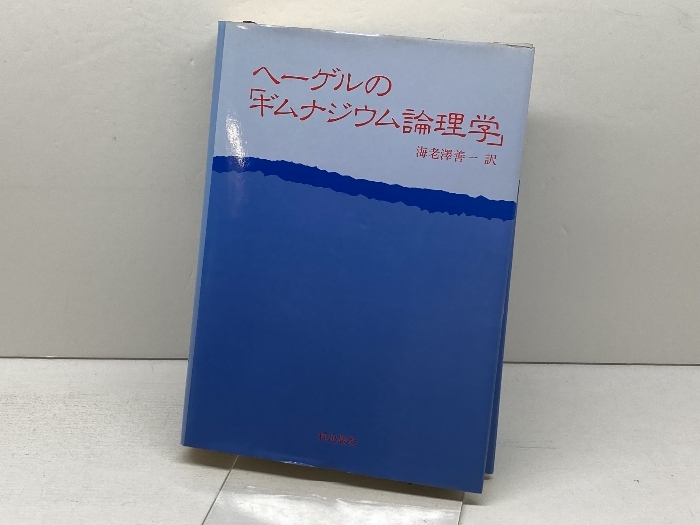 ヘーゲルの
「ギムナジウム論理学」
海老澤善一 訳